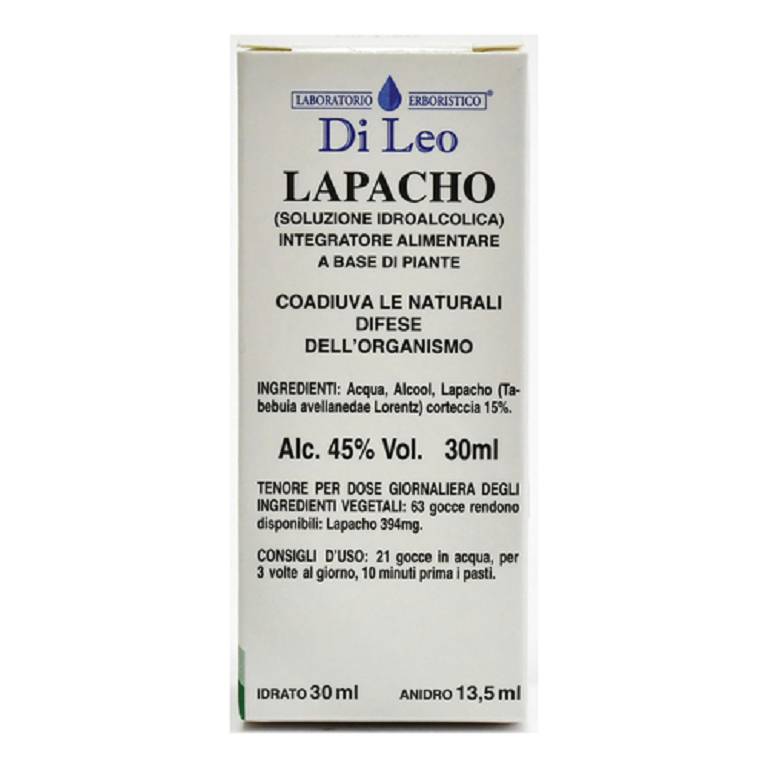 LABORATORIO ERBORISTICO®
Di Leo
LAPACHO
(SOLUZIONE IDROALCOLICA)
INTEGRATORE ALIMENTARE
A BASE DI PIANTE
COADIUVA LE NATURALI
DIFESE
DELL'ORGANISMO
INGREDIENTI: Acqua, Alcool, Lapacho (Ta-
bebuia avellanedae Lorentz) corteccia 15%.
Alc. 45% Vol. 30ml
TENORE PER DOSE GIORNALIERA DEGLI
INGREDIENTI VEGETALI: 63 gocce rendono
disponibili: Lapacho 394mg.
CONSIGLI D'USO: 21 gocce in acqua, per
3 volte al giorno, 10 minuti prima i pasti.
IDRATO 30 ml ANIDRO 13,5 ml